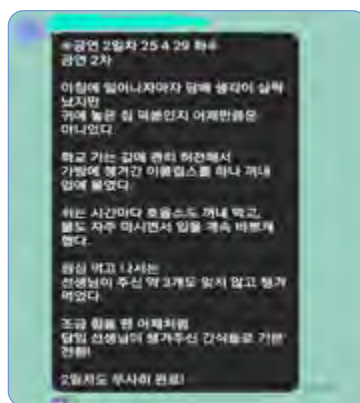 공연 2일차 25 4 29 화
공연 2차
아침에 일어나자마자 담배 생각이 살짝
났지만
귀에 놓은 침 덕분인지 어제만큼은
아니었다
학교 가는 길에 괜히 허전해서
가방에 챙겨간 이클립스를 하나 꺼내
입에 물었다
쉬는 시간마다 호올스도 꺼내 먹고,
물도 자주 마시면서 입을 계속 바쁘게
했다
점심 먹고 나서는
선생님이 주신 약 3개도 잊지 않고 챙겨
먹었다
조금 힘들 땐 어제처럼
담임 선생님이 챙겨주신 간식들로 기분
전환!
2일차도 무사히 완료!